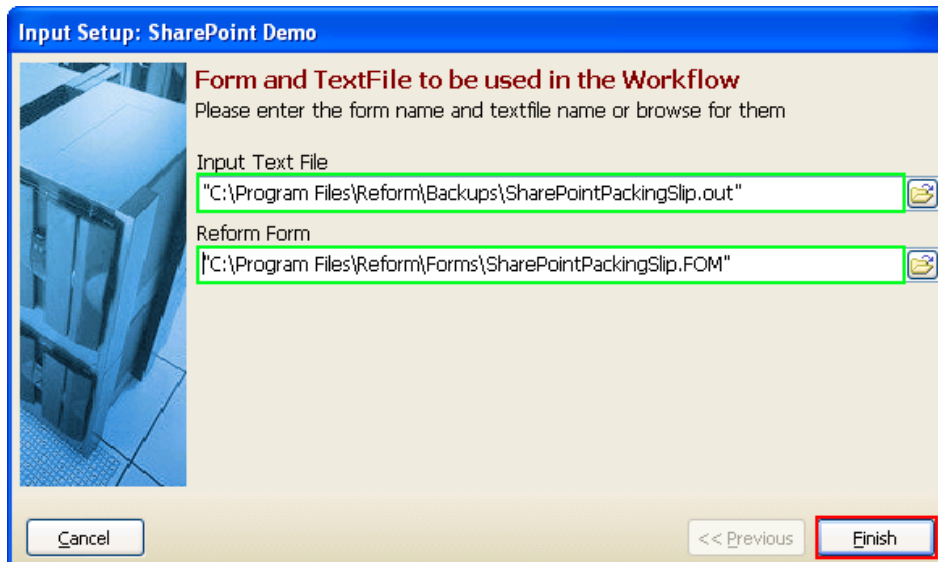 Input Setup: SharePoint Demo
Form and TextFile to be used in the Workflow
Please enter the form name and textfile name or browse for them
Input Text File
"C:\Program Files\Reform\Backups\SharePointPackingSlip.out"
Reform Form
"C:\Program Files\Reform\Forms\SharePointPackingSlip.FOM"
Cancel
<< Previous
Finish